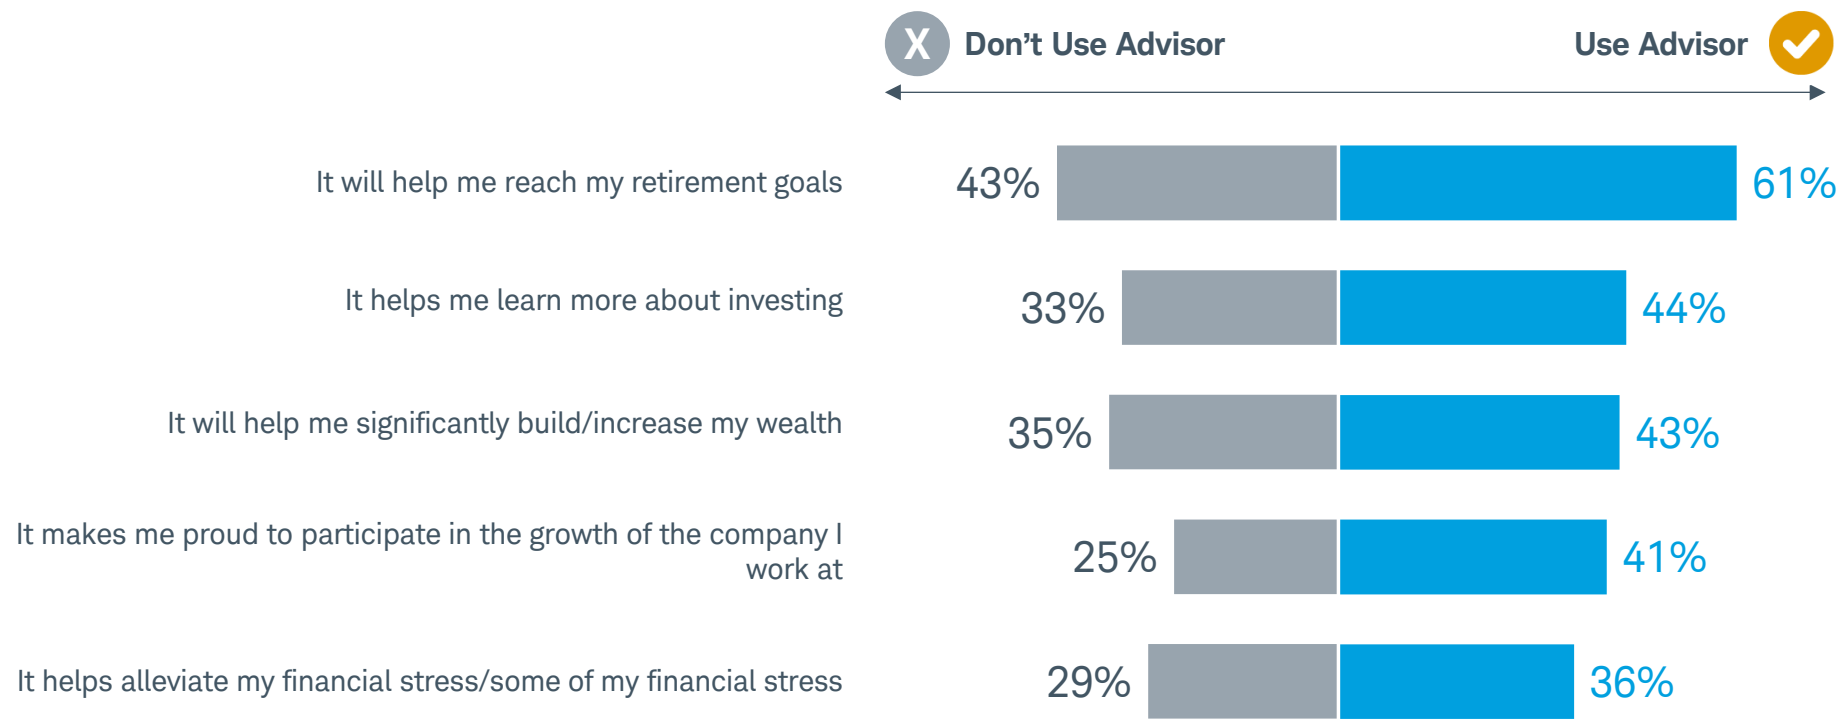 X Don't Use Advisor Use Advisor
It will help me reach my retirement goals 43% 61%
It helps me learn more about investing 33% 44%
It will help me significantly build/increase my wealth 35% 43%
It makes me proud to participate in the growth of the company I
work at 25% 41%
It helps alleviate my financial stress/some of my financial stress 29% 36%